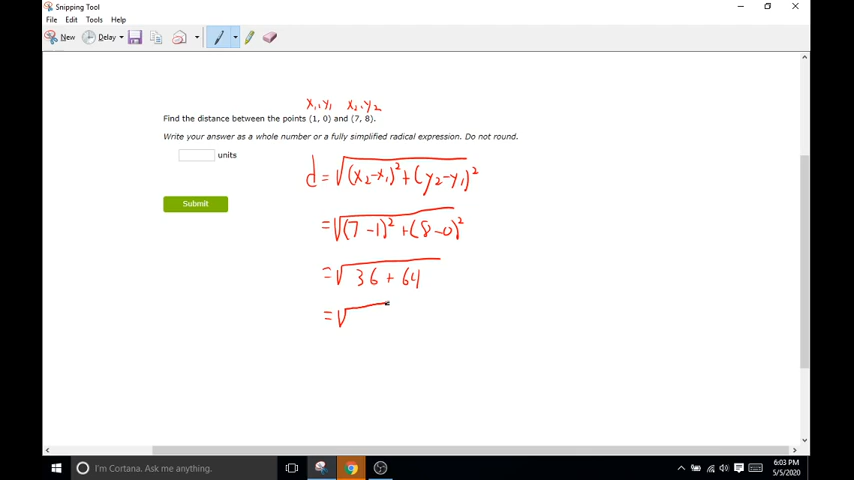 Snipping Tool
File Edit Tools Help
New Delay
x₁,y₁ x₂,y₂
Find the distance between the points (1, 0) and (7, 8).
Write your answer as a whole number or a fully simplified radical expression. Do not round.
units
d = √(x₂-x₁)²+(y₂-y₁)²
Submit
= √(7-1)²+(8-0)²
= √36+64
= √
I'm Cortana. Ask me anything.
6:03 PM
5/5/2020